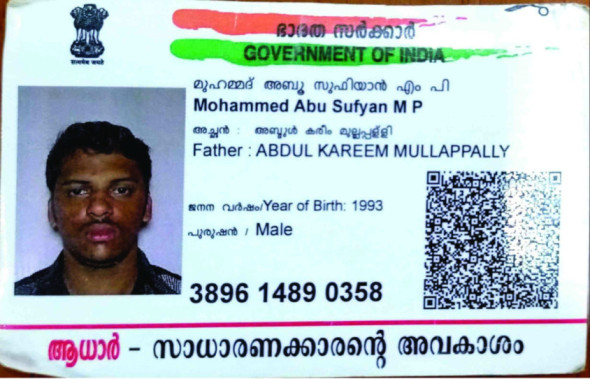 ഭാരത സർക്കാർ
GOVERNMENT OF INDIA
सत्यमेव जयते
മുഹമ്മദ് അബൂ സുഫിയാൻ എം പി
Mohammed Abu Sufyan M P
അച്ഛൻ : അബ്ദുൾ കരീം മുല്ലപ്പള്ളി
Father : ABDUL KAREEM MULLAPPALLY
ജനന വർഷം/Year of Birth: 1993
പുരുഷൻ / Male
3896 1489 0358
ആധാർ – സാധാരണക്കാരന്റെ അവകാശം